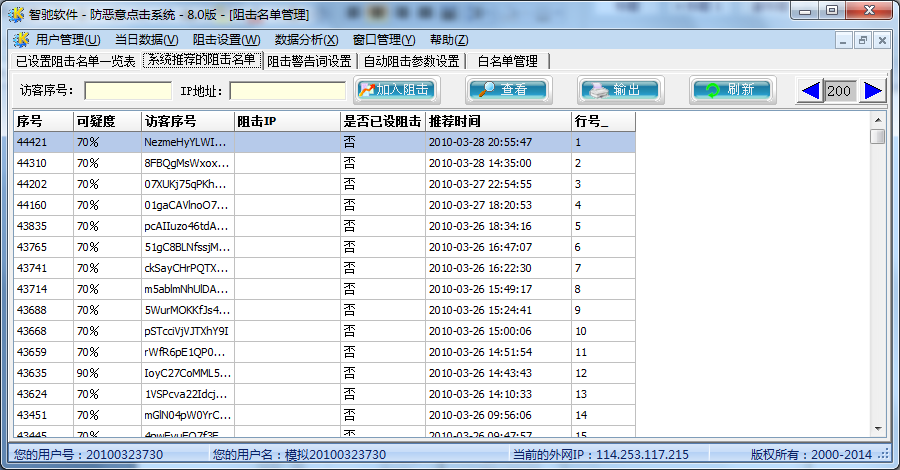 智驰软件 - 防恶意点击系统 - 8.0版 - [阻击名单管理]
用户管理(U) 当日数据(V) 阻击设置(W) 数据分析(X) 窗口管理(Y) 帮助(Z)
已设置阻击名单一览表 系统推荐的阻击名单 阻击警告词设置 自动阻击参数设置 白名单管理
访客序号： IP地址： 加入阻击 查看 输出 刷新 200
序号 可疑度 访客序号 阻击IP 是否已设阻击 推荐时间 行号_
44421 70% NezmeHyYLWI... 否 2010-03-28 20:55:47 1
44310 70% 8FBQgMsWxox... 否 2010-03-28 14:35:00 2
44202 70% 07XUKj75qPKh... 否 2010-03-27 22:54:55 3
44160 70% 01gaCAVlnoO7... 否 2010-03-27 18:20:53 4
43835 70% pcAIIuzo46tdA... 否 2010-03-26 18:34:16 5
43765 70% 51gC8BLNfssjM... 否 2010-03-26 16:47:07 6
43741 70% ckSayCHrPQTX... 否 2010-03-26 16:22:30 7
43714 70% m5ablmNhUlDA... 否 2010-03-26 15:49:17 8
43688 70% 5WurMOKKfJs4... 否 2010-03-26 15:24:41 9
43668 70% pSTcciVjVJTXhY9I 否 2010-03-26 15:00:06 10
43659 70% rWfR6pE1QP0... 否 2010-03-26 14:51:54 11
43635 90% IoyC27CoMML5... 否 2010-03-26 14:43:43 12
43624 70% 1VSPcva22Idcj... 否 2010-03-26 14:10:33 13
43451 70% mGlN04pW0YrC... 否 2010-03-26 09:56:06 14
43445 70% 否 2010-03-26 09:47:57 15
您的用户号：20100323730 您的用户名：模拟20100323730 当前的外网IP：114.253.117.215 版权所有：2000-2014